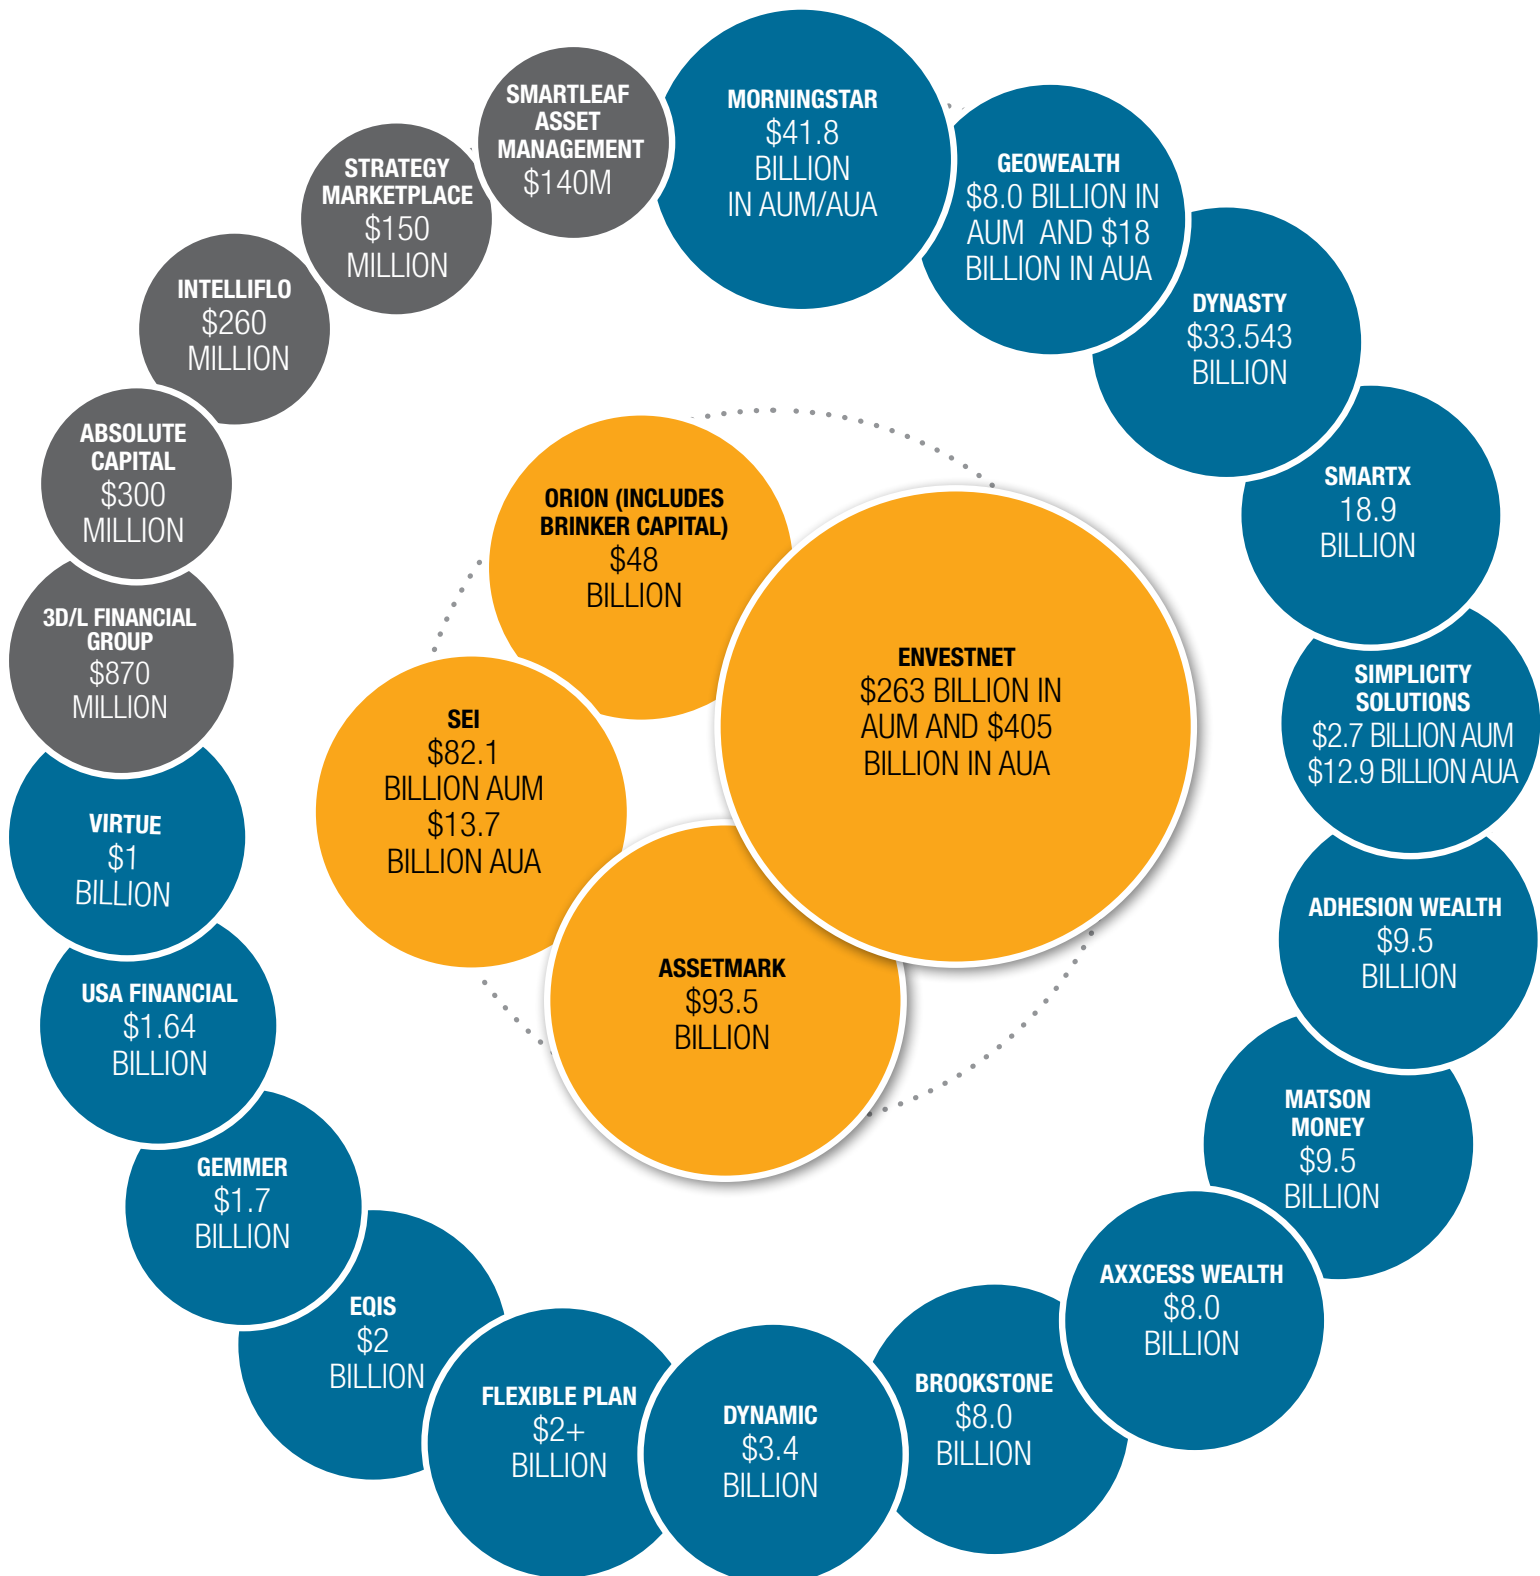 SMARTLEAF
ASSET
MANAGEMENT
$140M
MORNINGSTAR
$41.8
BILLION
IN AUM/AUA
GEOWEALTH
$8.0 BILLION IN
AUM AND $18
BILLION IN AUA
DYNASTY
$33.543
BILLION
SMARTX
18.9
BILLION
SIMPLICITY
SOLUTIONS
$2.7 BILLION AUM
$12.9 BILLION AUA
ADHESION WEALTH
$9.5
BILLION
MATSON
MONEY
$9.5
BILLION
AXXCESS WEALTH
$8.0
BILLION
BROOKSTONE
$8.0
BILLION
DYNAMIC
$3.4
BILLION
FLEXIBLE PLAN
$2+
BILLION
EQIS
$2
BILLION
GEMMER
$1.7
BILLION
USA FINANCIAL
$1.64
BILLION
VIRTUE
$1
BILLION
3D/L FINANCIAL
GROUP
$870
MILLION
ABSOLUTE
CAPITAL
$300
MILLION
INTELLIFLO
$260
MILLION
STRATEGY
MARKETPLACE
$150
MILLION
ORION (INCLUDES
BRINKER CAPITAL)
$48
BILLION
ENVESTNET
$263 BILLION IN
AUM AND $405
BILLION IN AUA
SEI
$82.1
BILLION AUM
$13.7
BILLION AUA
ASSETMARK
$93.5
BILLION